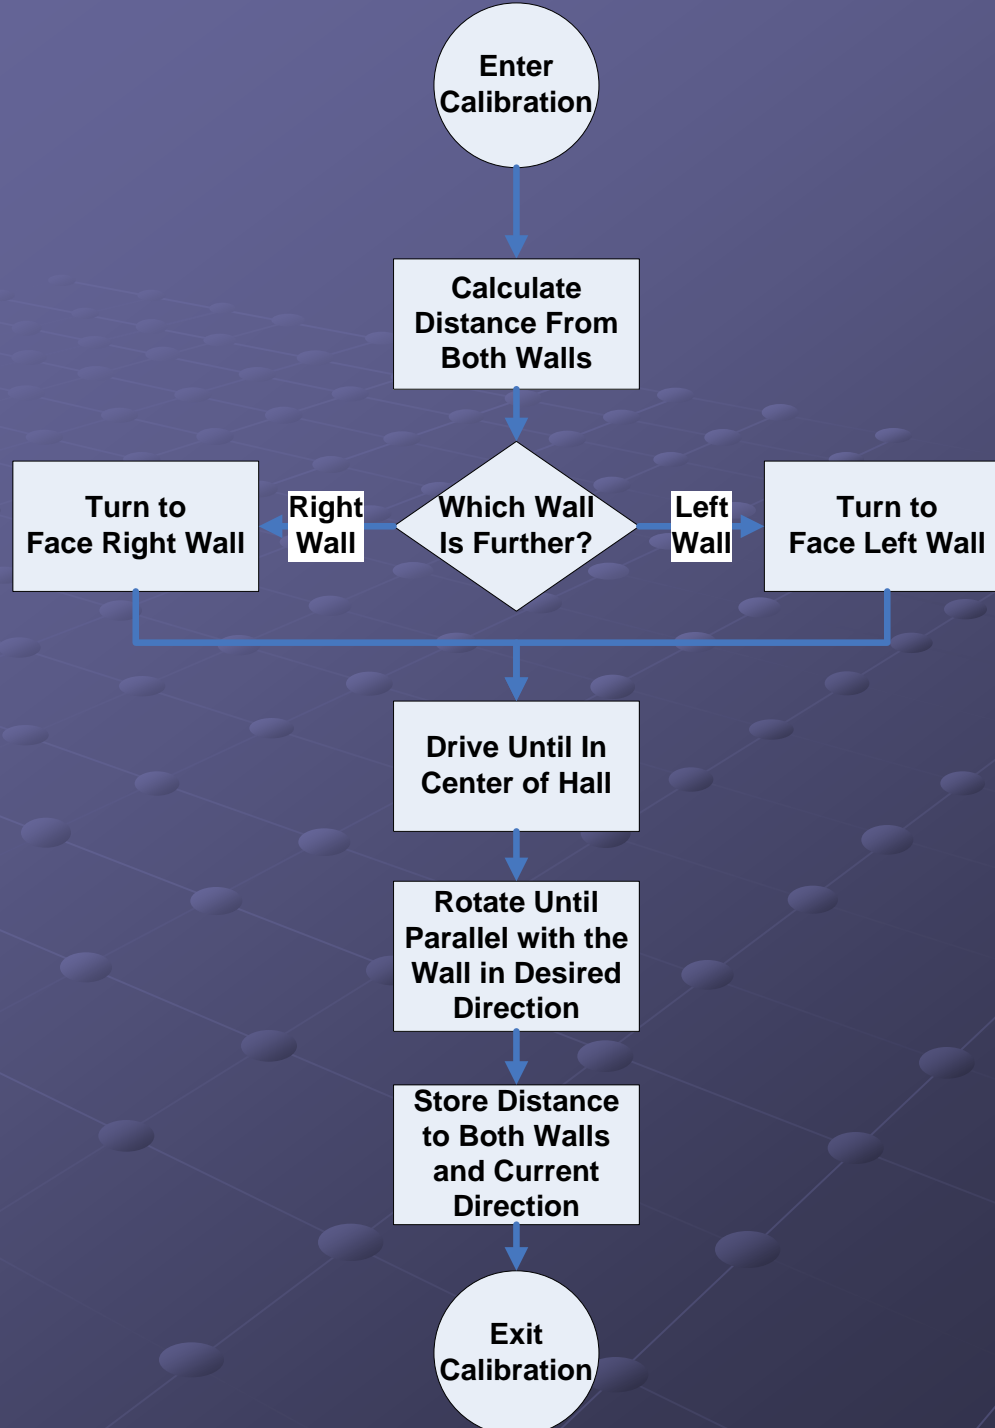 Enter
Calibration
Calculate
Distance From
Both Walls
Which Wall
Is Further?
Right
Wall
Left
Wall
Turn to
Face Right Wall
Turn to
Face Left Wall
Drive Until In
Center of Hall
Rotate Until
Parallel with the
Wall in Desired
Direction
Store Distance
to Both Walls
and Current
Direction
Exit
Calibration